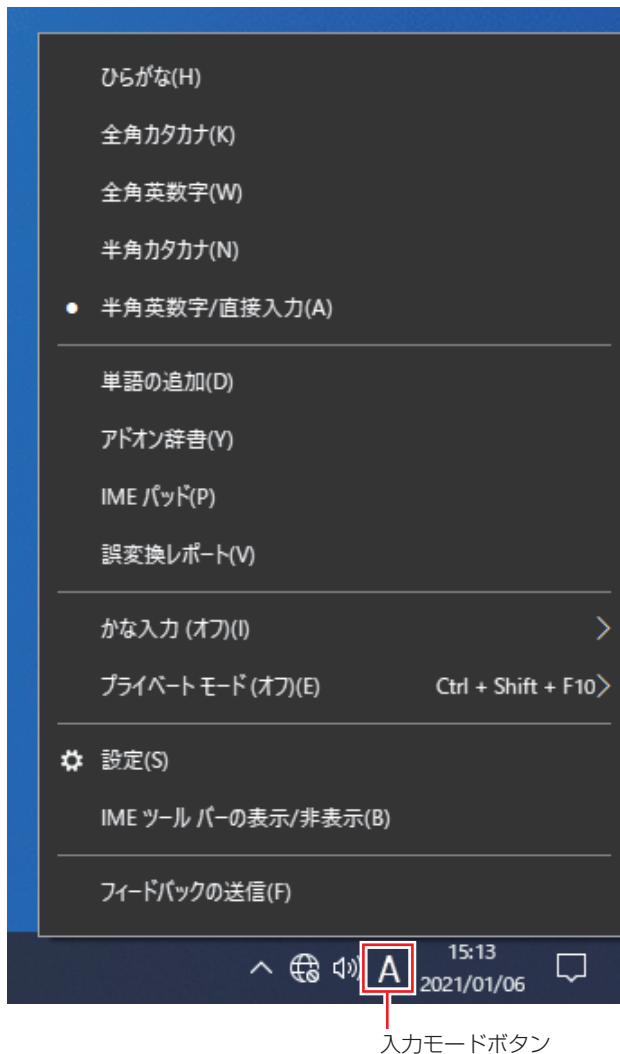 ひらがな(H)
全角カタカナ(K)
全角英数字(W)
半角カタカナ(N)
半角英数字/直接入力(A)
単語の追加(D)
アドオン辞書(Y)
IME パッド(P)
誤変換レポート(V)
かな入力 (オフ)(I)
プライベート モード (オフ)(E) Ctrl + Shift + F10
設定(S)
IME ツール バーの表示/非表示(B)
フィードバックの送信(F)
A 15:13
2021/01/06
入力モードボタン